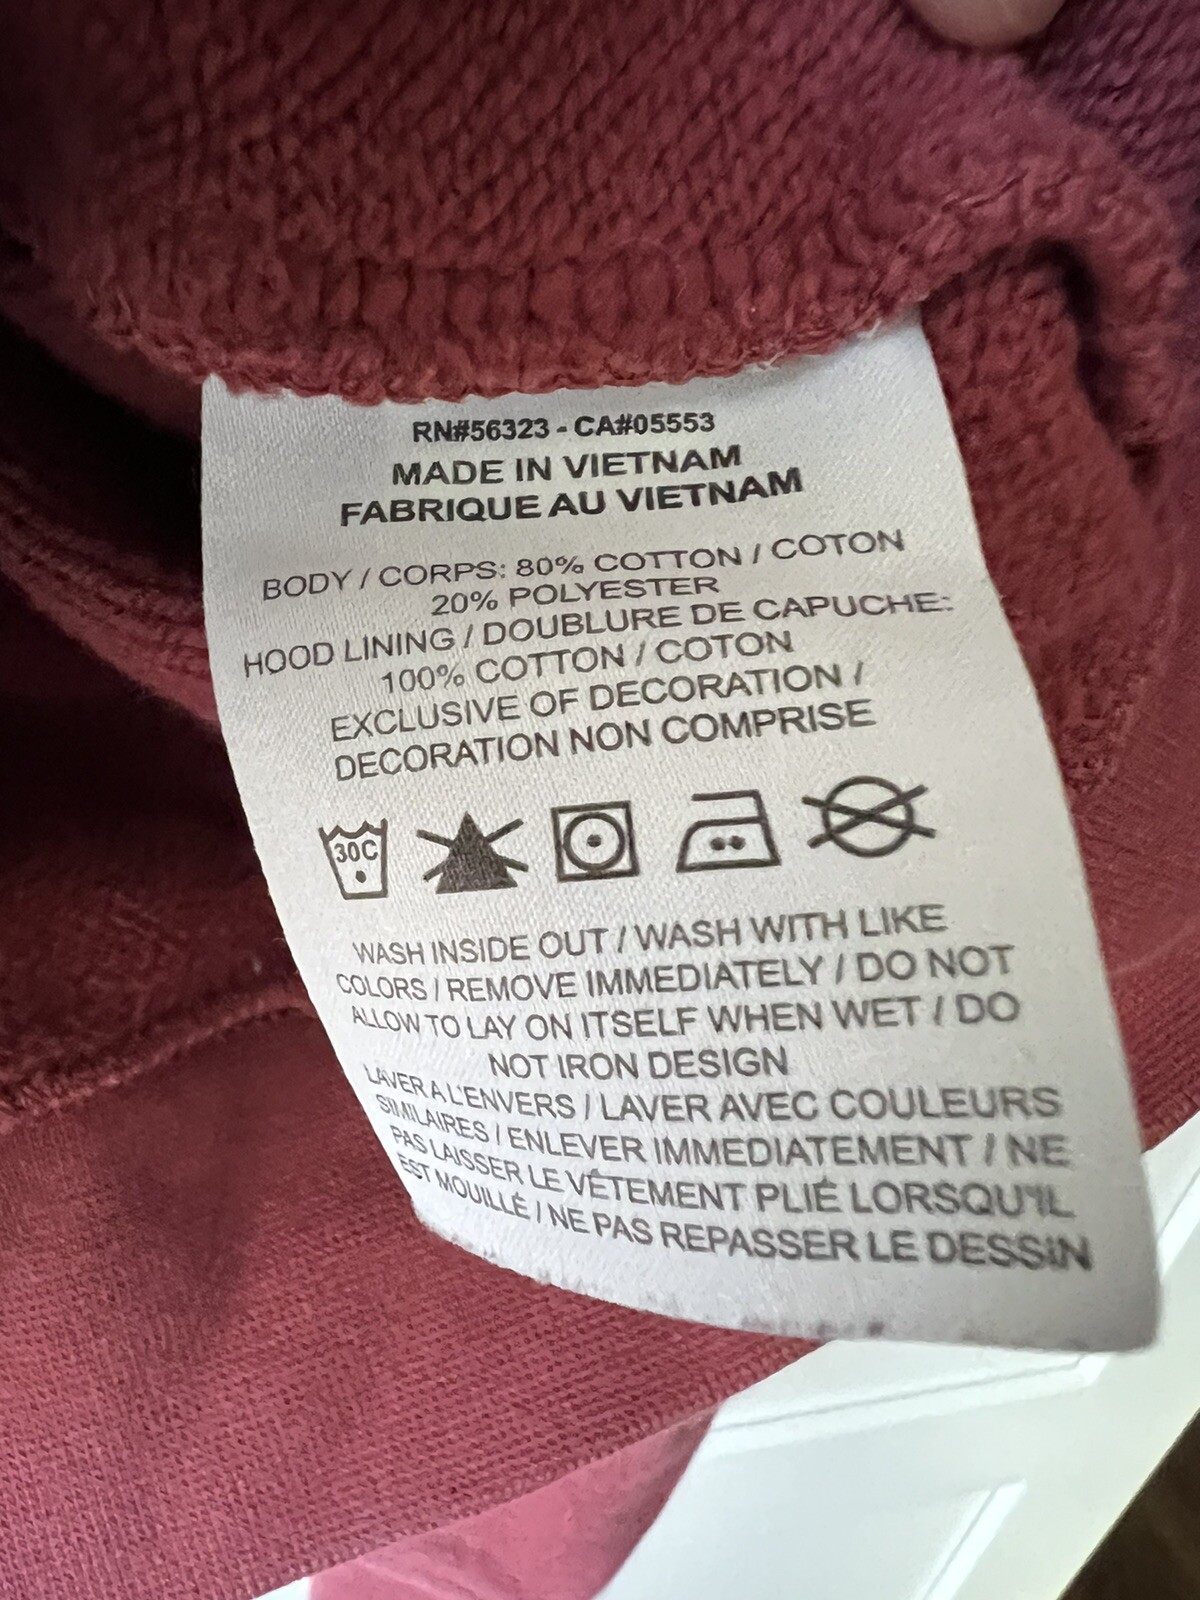 RN#56323 - CA#05553
MADE IN VIETNAM
FABRIQUE AU VIETNAM
BODY / CORPS: 80% COTTON / COTON
20% POLYESTER
HOOD LINING / DOUBLURE DE CAPUCHE:
100% COTTON / COTON
EXCLUSIVE OF DECORATION /
DECORATION NON COMPRISE
30C
WASH INSIDE OUT / WASH WITH LIKE
COLORS / REMOVE IMMEDIATELY / DO NOT
ALLOW TO LAY ON ITSELF WHEN WET / DO
NOT IRON DESIGN
LAVER A L'ENVERS / LAVER AVEC COULEURS
SIMILAIRES / ENLEVER IMMEDIATEMENT / NE
PAS LAISSER LE VÊTEMENT PLIÉ LORSQU'IL
EST MOUILLÉ / NE PAS REPASSER LE DESSIN